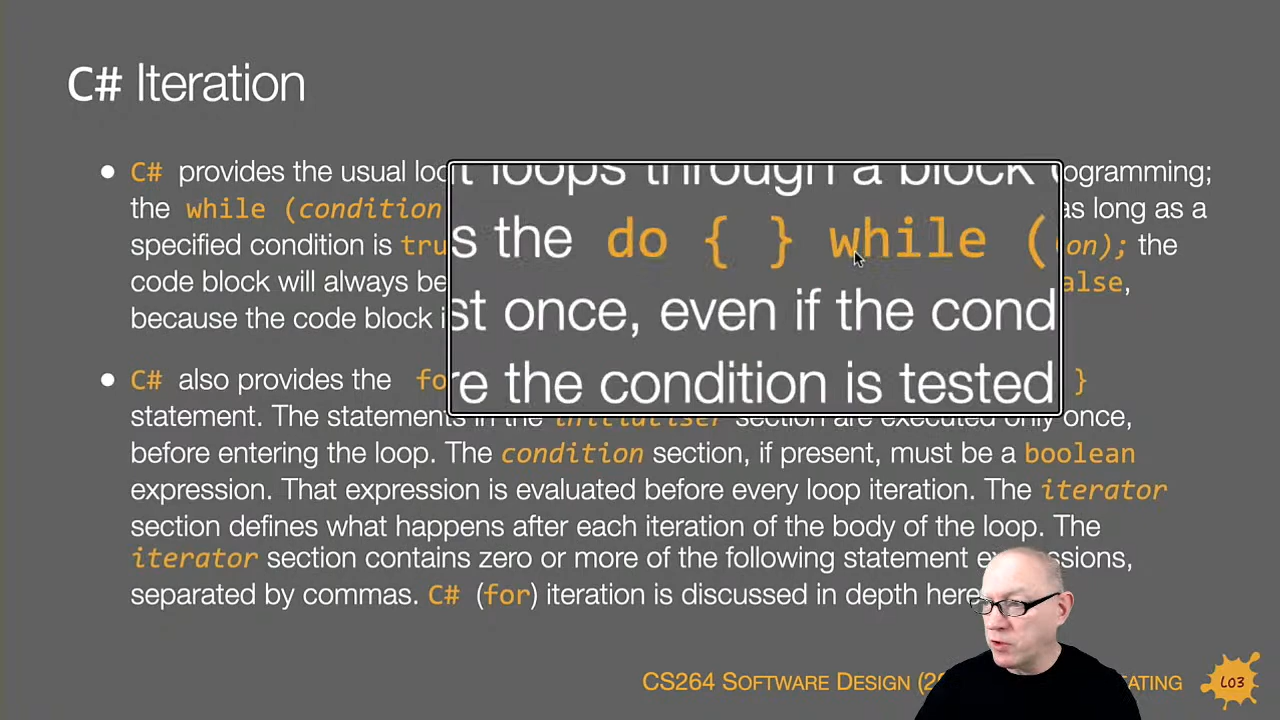 C# Iteration
• C# provides the usual loo
ogramming;
the while (condition
as long as a
specified condition is tru
on); the
code block will always be
alse,
because the code block i
t loops through a block
s the do { } while (
st once, even if the cond
re the condition is tested
• C# also provides the fo
}
statement. The statements in the initialiser section are executed only once,
before entering the loop. The condition section, if present, must be a boolean
expression. That expression is evaluated before every loop iteration. The iterator
section defines what happens after each iteration of the body of the loop. The
iterator section contains zero or more of the following statement e ssions,
separated by commas. C# (for) iteration is discussed in depth here
CS264 SOFTWARE DESIGN (2
EATING
L03